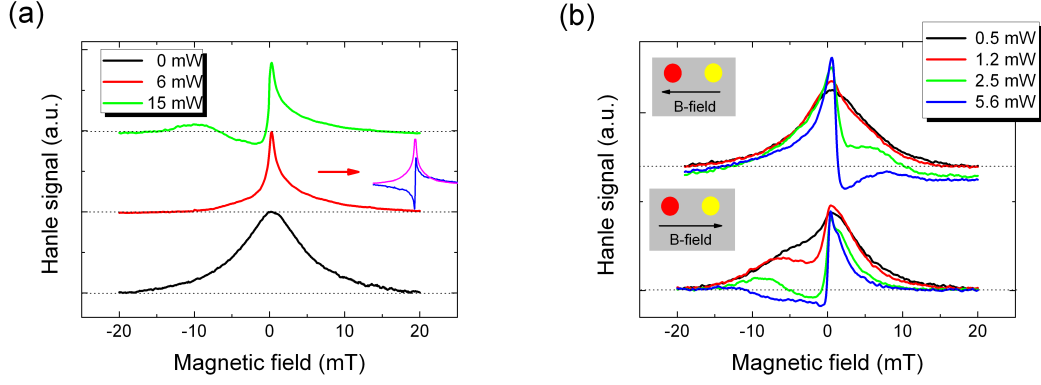 (a)
Hanle signal (a.u.)
0 mW
6 mW
15 mW
-20
-10
0
10
20
Magnetic field (mT)
(b)
Hanle signal (a.u.)
0.5 mW
1.2 mW
2.5 mW
5.6 mW
B-field
B-field
-20
-10
0
10
20
Magnetic field (mT)